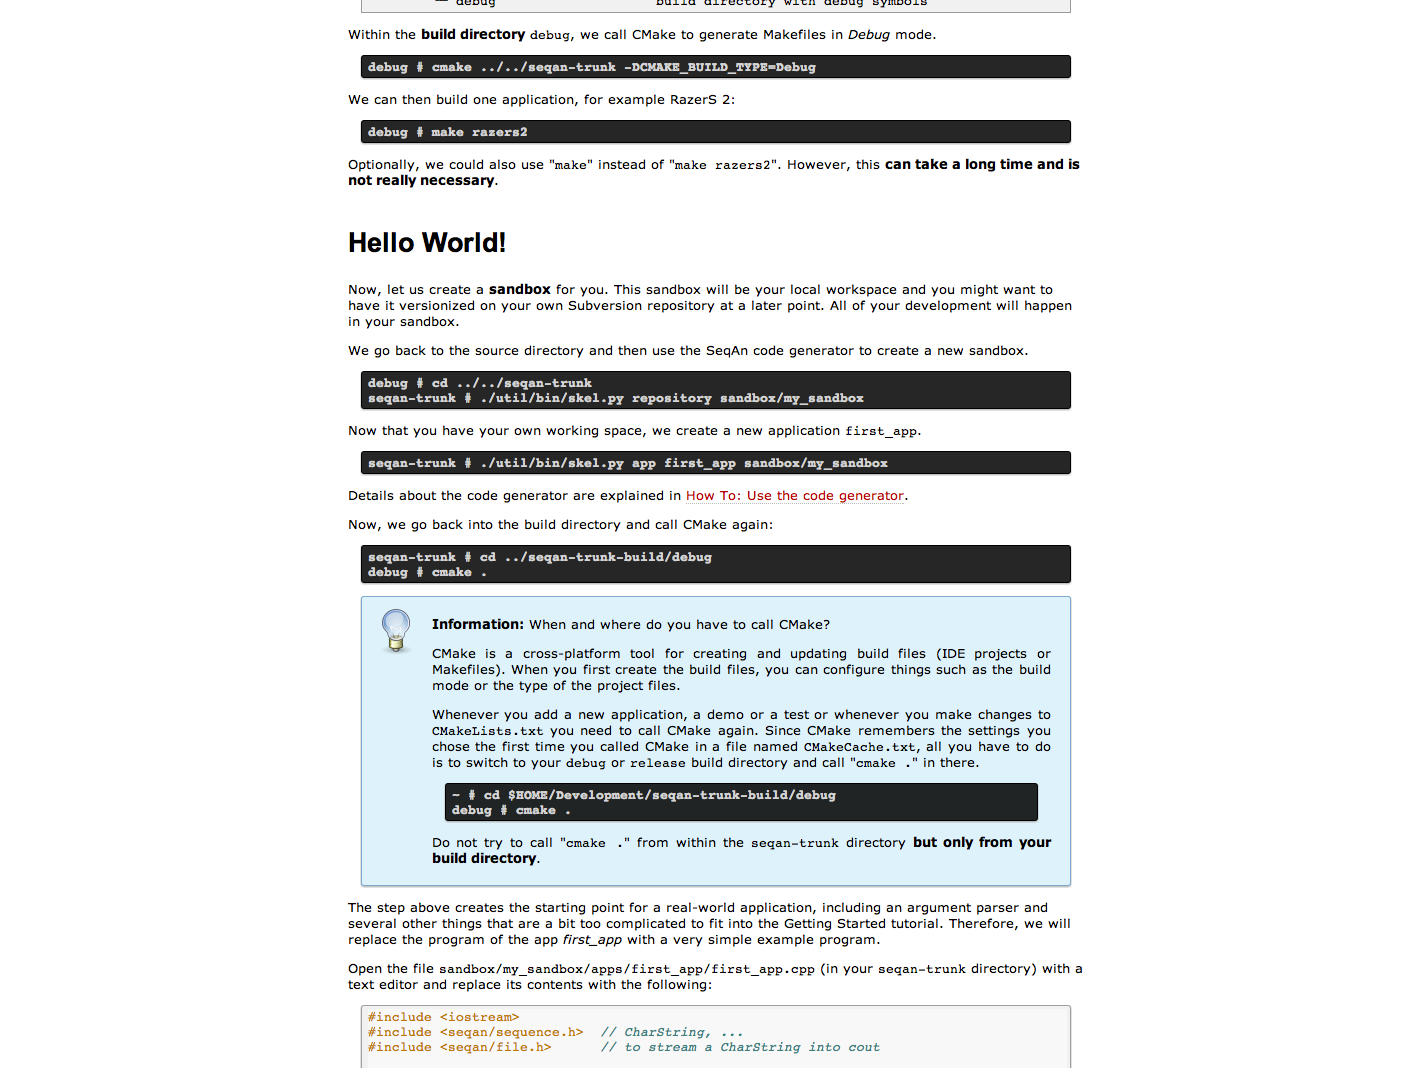 — debug build directory with debug symbols
Within the build directory debug, we call CMake to generate Makefiles in Debug mode.
debug # cmake ../../seqan-trunk -DCMAKE_BUILD_TYPE=Debug
We can then build one application, for example RazerS 2:
debug # make razers2
Optionally, we could also use "make" instead of "make razers2". However, this can take a long time and is
not really necessary.
Hello World!
Now, let us create a sandbox for you. This sandbox will be your local workspace and you might want to
have it versionized on your own Subversion repository at a later point. All of your development will happen
in your sandbox.
We go back to the source directory and then use the SeqAn code generator to create a new sandbox.
debug # cd ../../seqan-trunk
seqan-trunk # ./util/bin/skel.py repository sandbox/my_sandbox
Now that you have your own working space, we create a new application first_app.
seqan-trunk # ./util/bin/skel.py app first_app sandbox/my_sandbox
Details about the code generator are explained in How To: Use the code generator.
Now, we go back into the build directory and call CMake again:
seqan-trunk # cd ../seqan-trunk-build/debug
debug # cmake .
Information: When and where do you have to call CMake?
CMake is a cross-platform tool for creating and updating build files (IDE projects or
Makefiles). When you first create the build files, you can configure things such as the build
mode or the type of the project files.
Whenever you add a new application, a demo or a test or whenever you make changes to
CMakeLists.txt you need to call CMake again. Since CMake remembers the settings you
chose the first time you called CMake in a file named CMakeCache.txt, all you have to do
is to switch to your debug or release build directory and call "cmake ." in there.
~ # cd $HOME/Development/seqan-trunk-build/debug
debug # cmake .
Do not try to call "cmake ." from within the seqan-trunk directory but only from your
build directory.
The step above creates the starting point for a real-world application, including an argument parser and
several other things that are a bit too complicated to fit into the Getting Started tutorial. Therefore, we will
replace the program of the app first_app with a very simple example program.
Open the file sandbox/my_sandbox/apps/first_app/first_app.cpp (in your seqan-trunk directory) with a
text editor and replace its contents with the following:
#include <iostream>
#include <seqan/sequence.h>  // CharString, ...
#include <seqan/file.h>      // to stream a CharString into cout